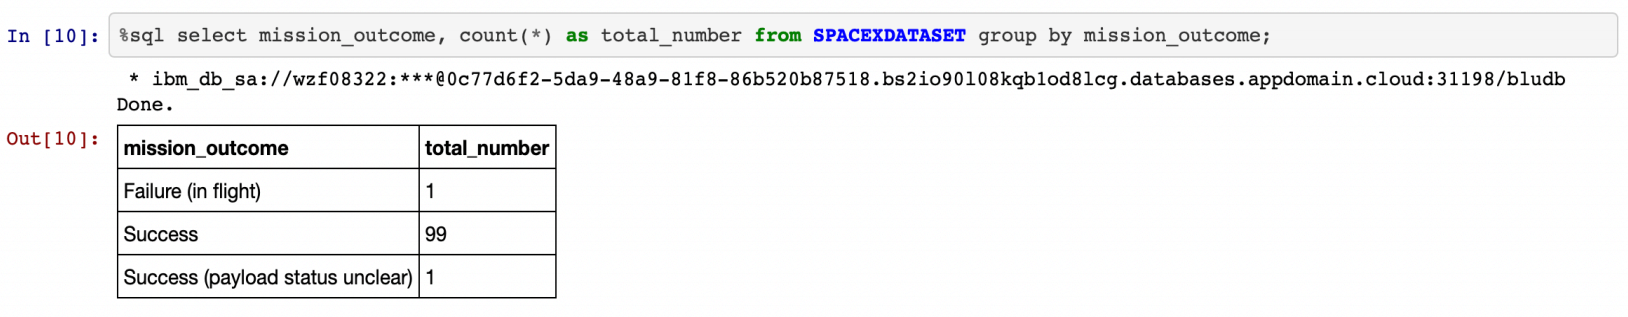 In [10]: %sql select mission_outcome, count(*) as total_number from SPACEXDATASET group by mission_outcome;
* ibm_db_sa://wzf08322:***@0c77d6f2-5da9-48a9-81f8-86b520b87518.bs2io90l08kqb1od8lcg.databases.appdomain.cloud:31198/bludb
Done.
Out[10]:
mission_outcome total_number
Failure (in flight) 1
Success 99
Success (payload status unclear) 1